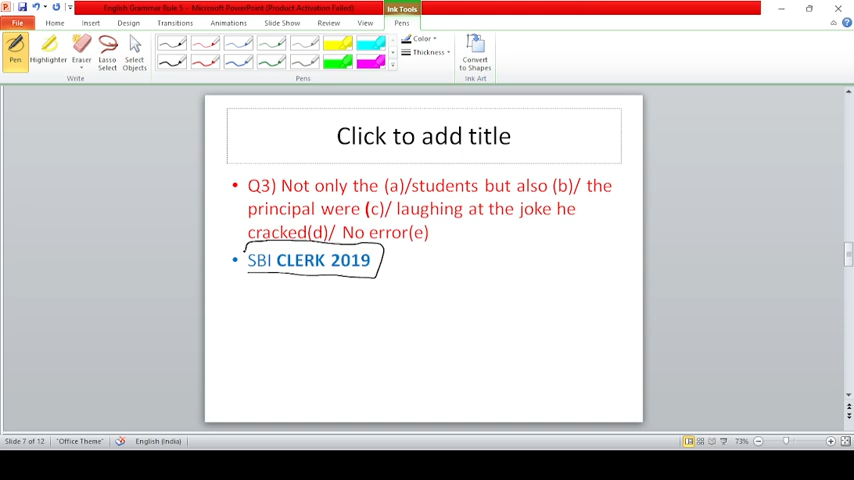 English Grammar Rule 5 - Microsoft PowerPoint (Product Activation Failed)
Ink Tools
File Home Insert Design Transitions Animations Slide Show Review View Pens
Pen Highlighter Eraser Lasso Select Select Objects Color Thickness Convert to Shapes
Write Pens Ink Art
Click to add title
• Q3) Not only the (a)/students but also (b)/ the
principal were (c)/ laughing at the joke he
cracked(d)/ No error(e)
• SBI CLERK 2019
Slide 7 of 12 "Office Theme" English (India) 73%